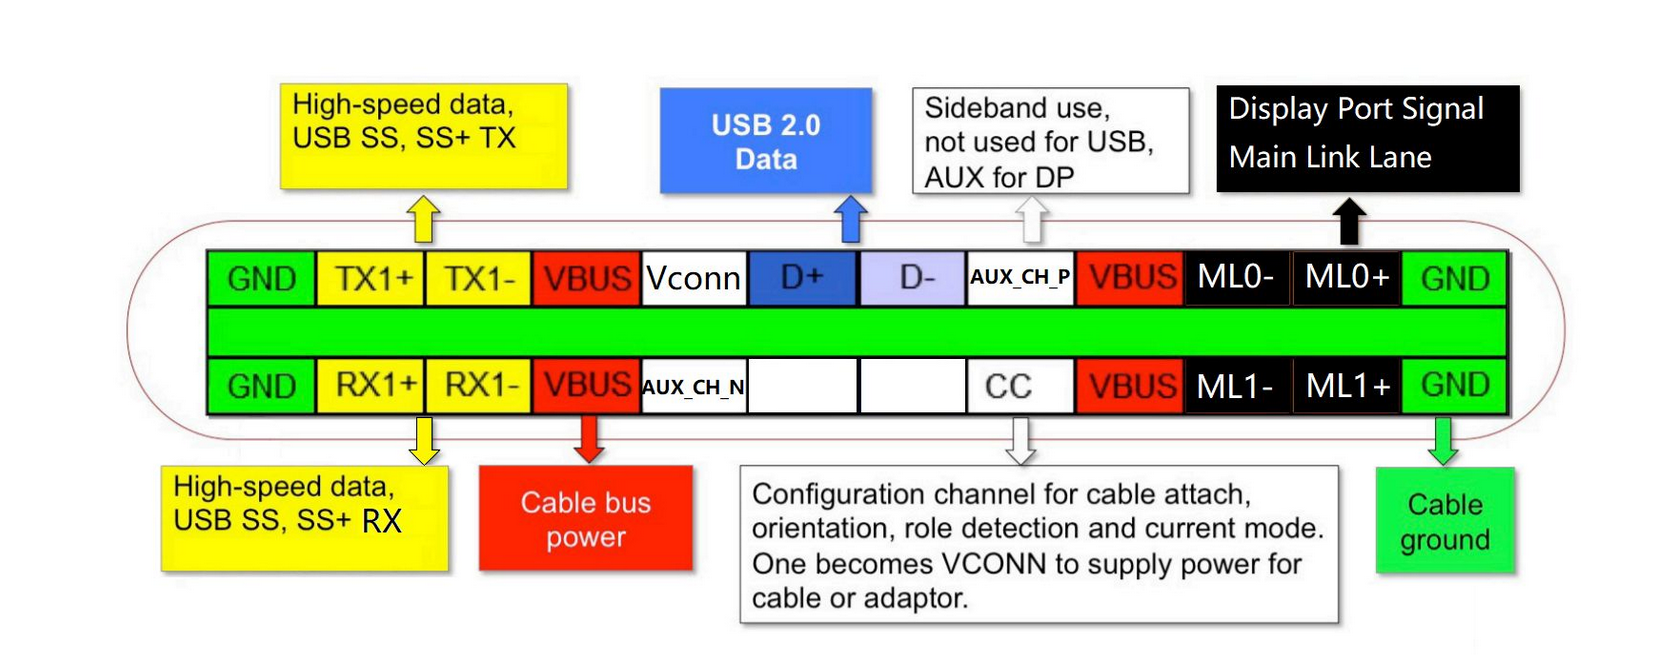 High-speed data,
USB SS, SS+ TX
USB 2.0
Data
Sideband use,
not used for USB,
AUX for DP
Display Port Signal
Main Link Lane
GND TX1+ TX1- VBUS Vconn D+ D- AUX_CH_P VBUS ML0- ML0+ GND
GND RX1+ RX1- VBUS AUX_CH_N CC VBUS ML1- ML1+ GND
High-speed data,
USB SS, SS+ RX
Cable bus
power
Configuration channel for cable attach,
orientation, role detection and current mode.
One becomes VCONN to supply power for
cable or adaptor.
Cable
ground